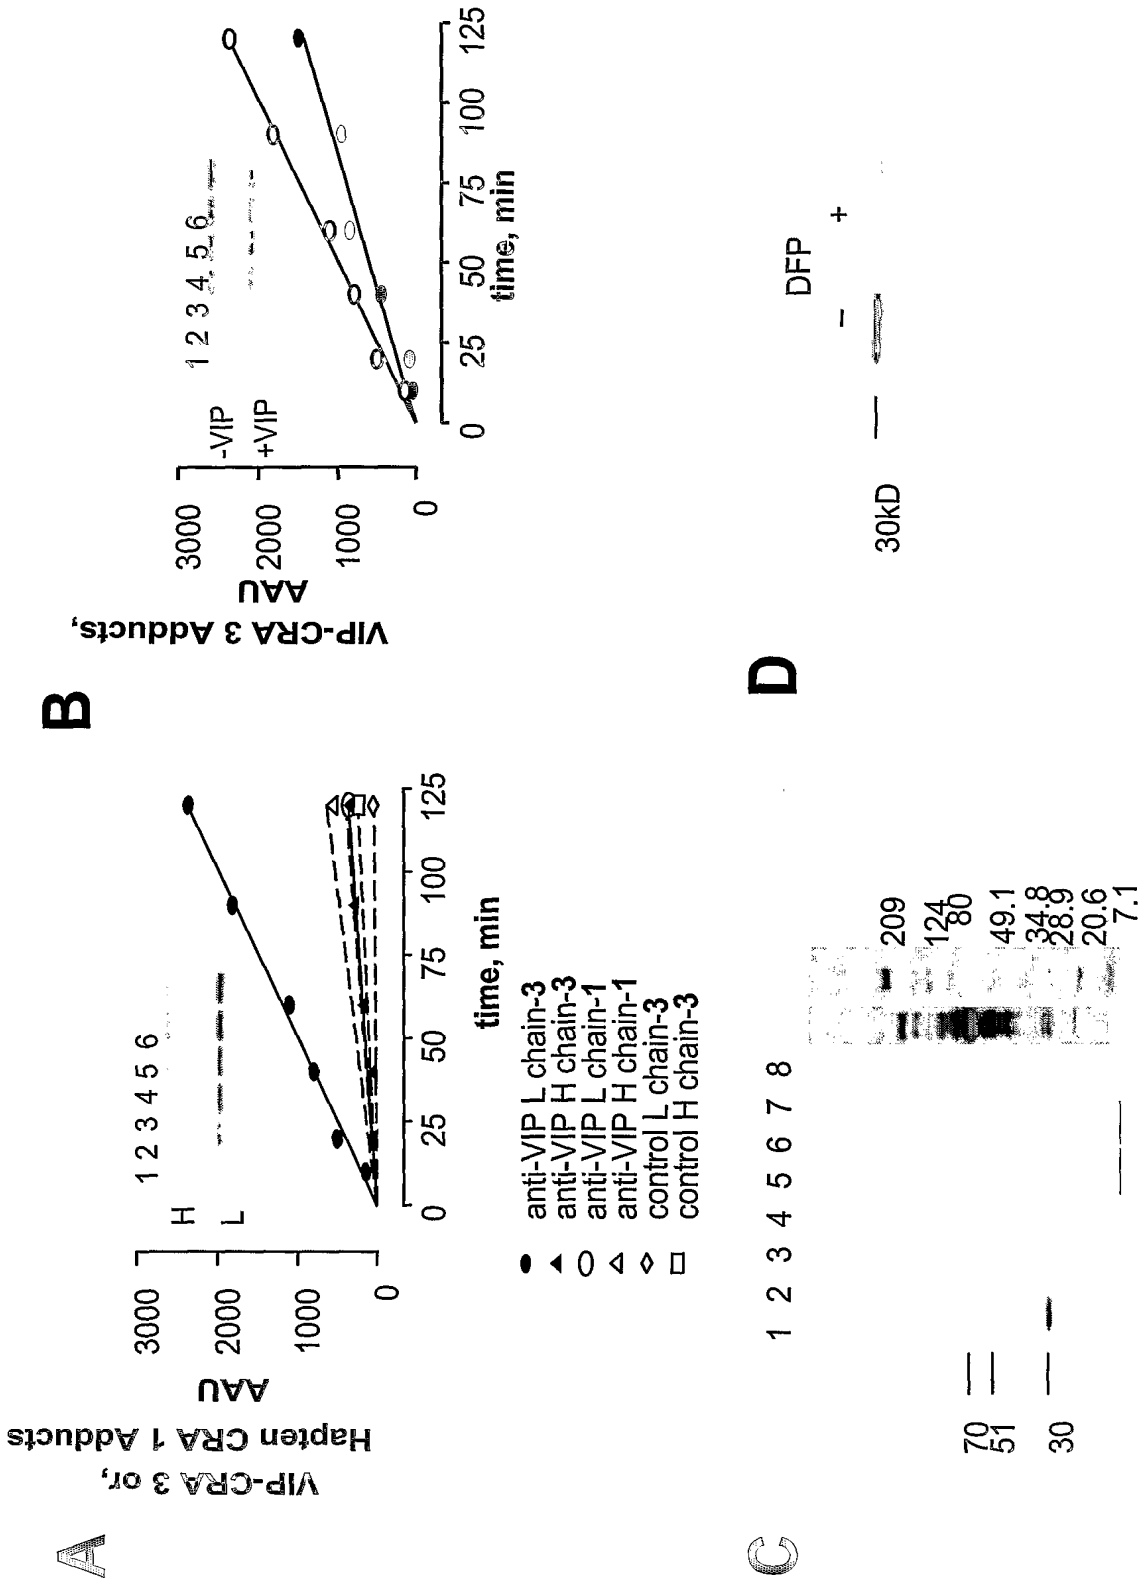 A
VIP-CRA 3 or,
Hapten CRA 1 Adducts
AAU
3000
2000
1000
0
H
L
1 2 3 4 5 6
0 25 50 75 100 125
time, min
anti-VIP L chain-3
anti-VIP H chain-3
anti-VIP L chain-1
anti-VIP H chain-1
control L chain-3
control H chain-3
B
VIP-CRA 3 Adducts,
AAU
3000
2000
1000
0
-VIP
+VIP
1 2 3 4 5 6
0 25 50 75 100 125
time, min
C
1 2 3 4 5 6 7 8
70
51
30
209
124
80
49.1
34.8
28.9
20.6
7.1
D
DFP
- +
30kD